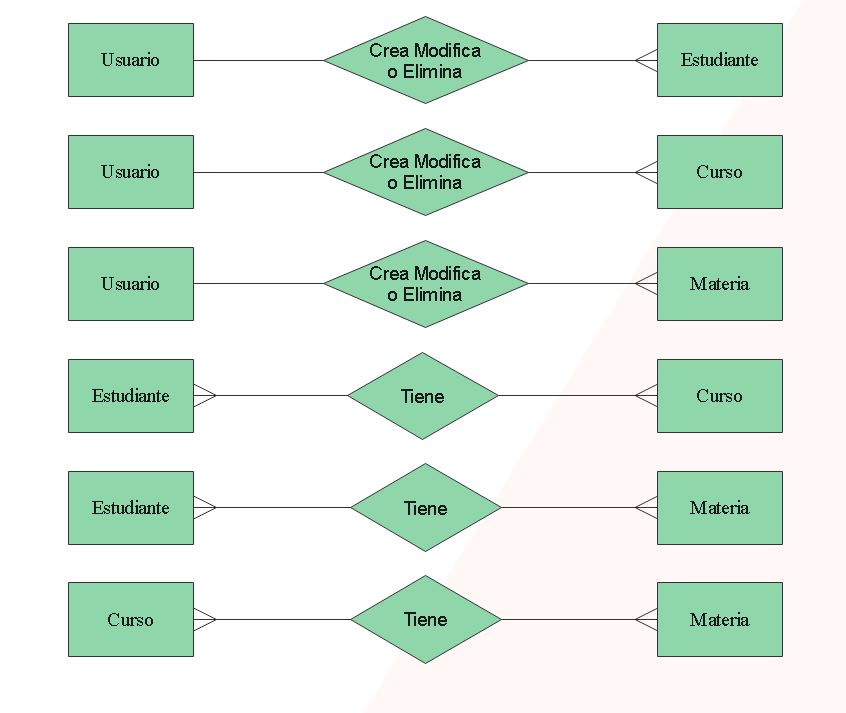 Usuario
Crea Modifica
o Elimina
Estudiante
Usuario
Crea Modifica
o Elimina
Curso
Usuario
Crea Modifica
o Elimina
Materia
Estudiante
Tiene
Curso
Estudiante
Tiene
Materia
Curso
Tiene
Materia